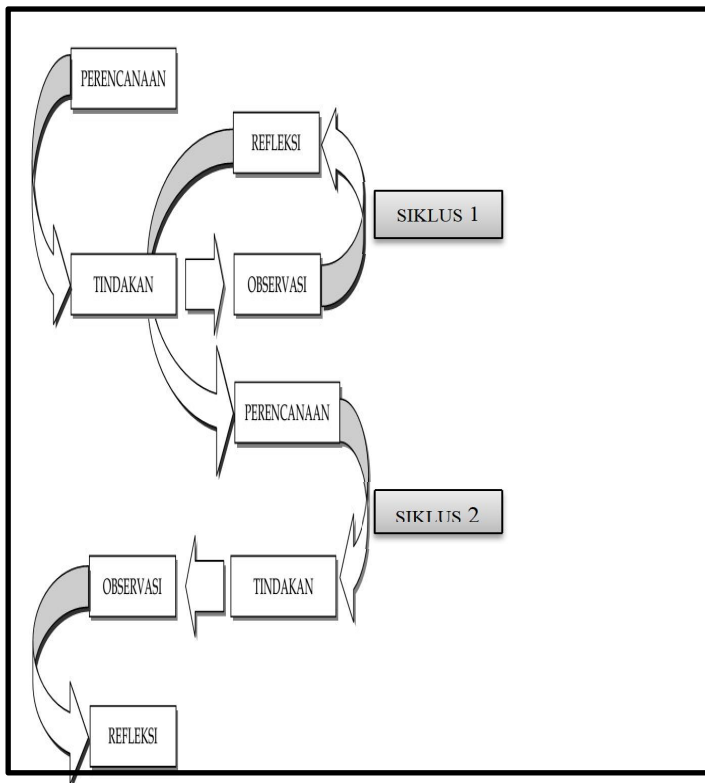 PERENCANAAN
REFLEKSI
SIKLUS 1
TINDAKAN
OBSERVASI
PERENCANAAN
SIKLUS 2
OBSERVASI
TINDAKAN
REFLEKSI